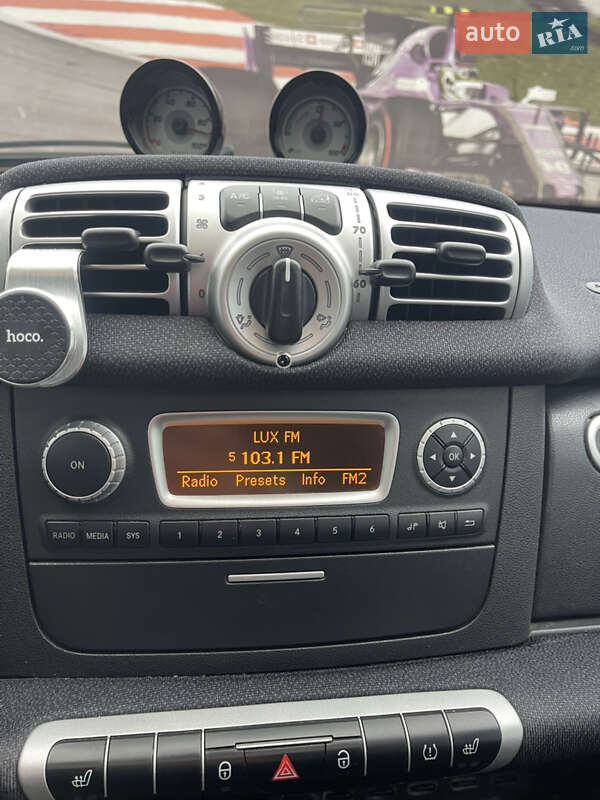 auto RIA .com
A/C
3
70
60
0
hoco.
ON
LUX FM
5 103.1 FM
Radio Presets Info FM2
OK
RADIO MEDIA SYS 1 2 3 4 5 6